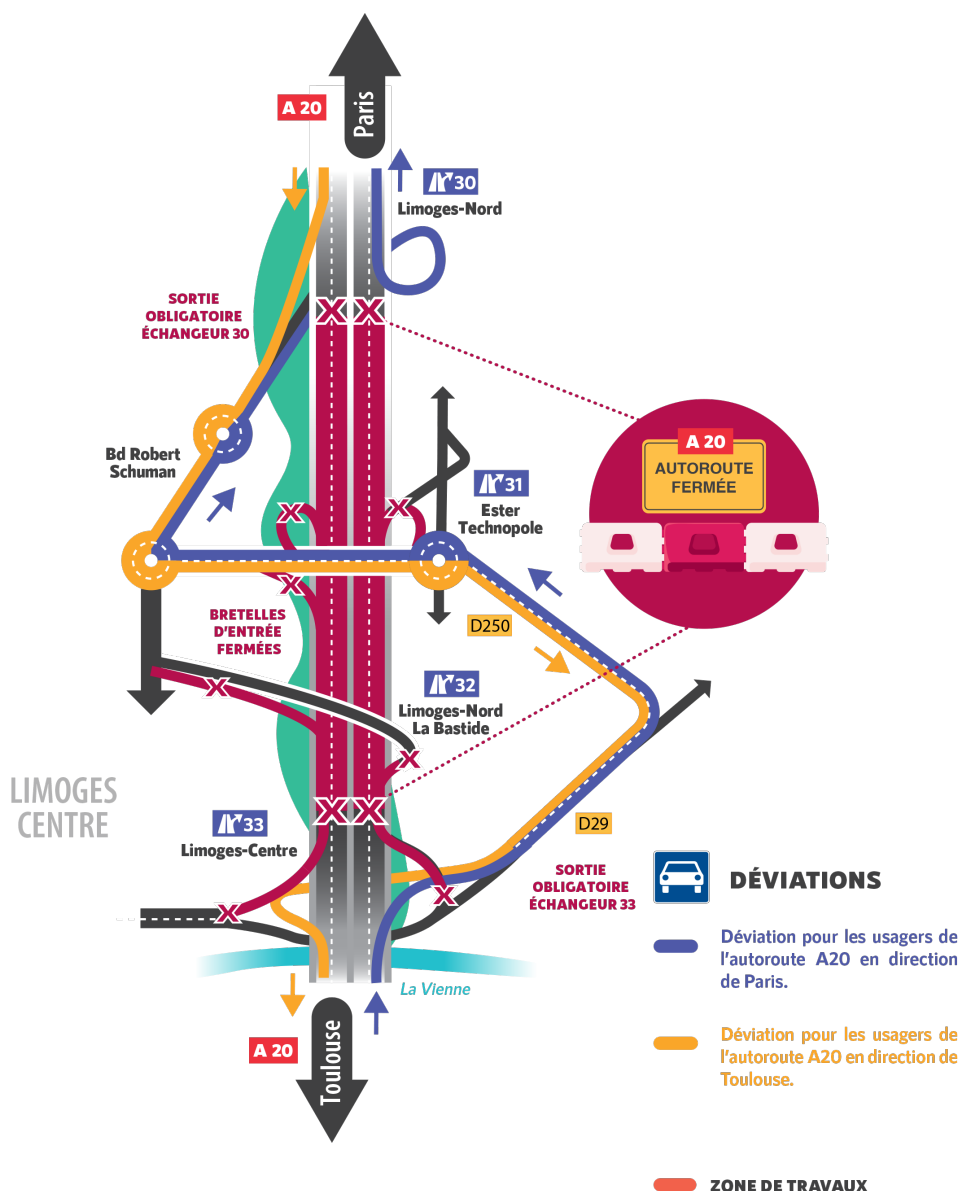 A 20
Paris
30
Limoges-Nord
SORTIE
OBLIGATOIRE
ÉCHANGEUR 30
Bd Robert
Schuman
31
Ester
Technopole
A 20
AUTOROUTE
FERMÉE
BRETELLES
D'ENTRÉE
FERMÉES
D250
32
Limoges-Nord
La Bastide
LIMOGES
CENTRE
33
Limoges-Centre
D29
SORTIE
OBLIGATOIRE
ÉCHANGEUR 33
La Vienne
A 20
Toulouse
DÉVIATIONS
Déviation pour les usagers de
l'autoroute A20 en direction
de Paris.
Déviation pour les usagers de
l'autoroute A20 en direction de
Toulouse.
ZONE DE TRAVAUX